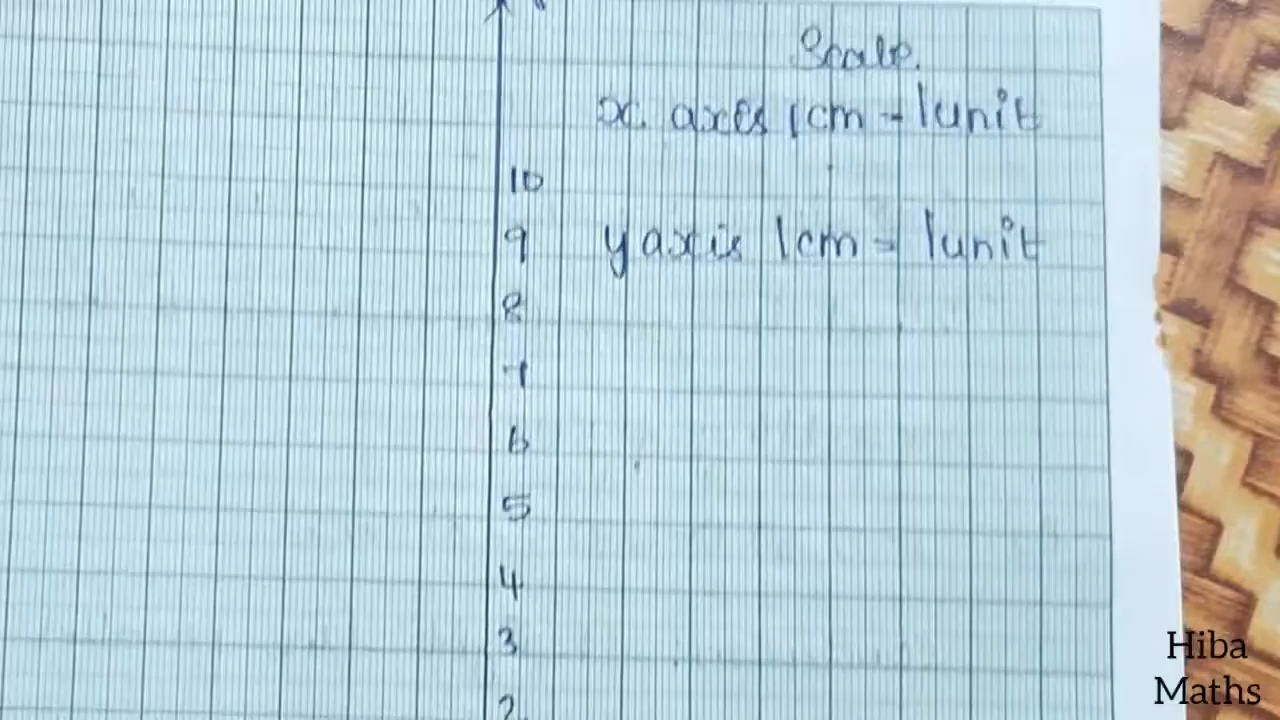 Scale.
x. axis 1cm = 1unit
10
9 y axis 1cm = 1unit
8
7
6
5
4
3
2
Hiba
Maths